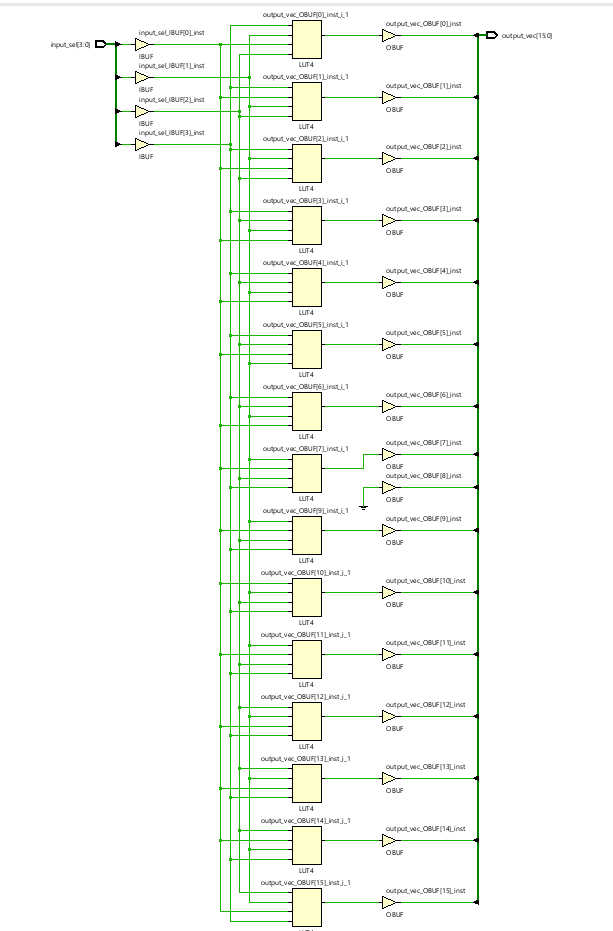 output_vec_OBUF[0]_inst_i_1
input_sel_IBUF[0]_inst
output_vec_OBUF[0]_inst
input_sel[3:0]
output_vec[15:0]
IBUF
OBUF
input_sel_IBUF[1]_inst
LUT4
output_vec_OBUF[1]_inst_i_1
IBUF
output_vec_OBUF[1]_inst
input_sel_IBUF[2]_inst
OBUF
IBUF
LUT4
input_sel_IBUF[3]_inst
output_vec_OBUF[2]_inst_i_1
output_vec_OBUF[2]_inst
IBUF
OBUF
LUT4
output_vec_OBUF[3]_inst_i_1
output_vec_OBUF[3]_inst
OBUF
LUT4
output_vec_OBUF[4]_inst_i_1
output_vec_OBUF[4]_inst
OBUF
LUT4
output_vec_OBUF[5]_inst_i_1
output_vec_OBUF[5]_inst
OBUF
LUT4
output_vec_OBUF[6]_inst_i_1
output_vec_OBUF[6]_inst
OBUF
LUT4
output_vec_OBUF[7]_inst_i_1
output_vec_OBUF[7]_inst
OBUF
output_vec_OBUF[8]_inst
LUT4
OBUF
output_vec_OBUF[9]_inst_i_1
output_vec_OBUF[9]_inst
OBUF
LUT4
output_vec_OBUF[10]_inst_i_1
output_vec_OBUF[10]_inst
OBUF
LUT4
output_vec_OBUF[11]_inst_i_1
output_vec_OBUF[11]_inst
OBUF
LUT4
output_vec_OBUF[12]_inst_i_1
output_vec_OBUF[12]_inst
OBUF
LUT4
output_vec_OBUF[13]_inst_i_1
output_vec_OBUF[13]_inst
OBUF
LUT4
output_vec_OBUF[14]_inst_i_1
output_vec_OBUF[14]_inst
OBUF
LUT4
output_vec_OBUF[15]_inst_i_1
output_vec_OBUF[15]_inst
OBUF